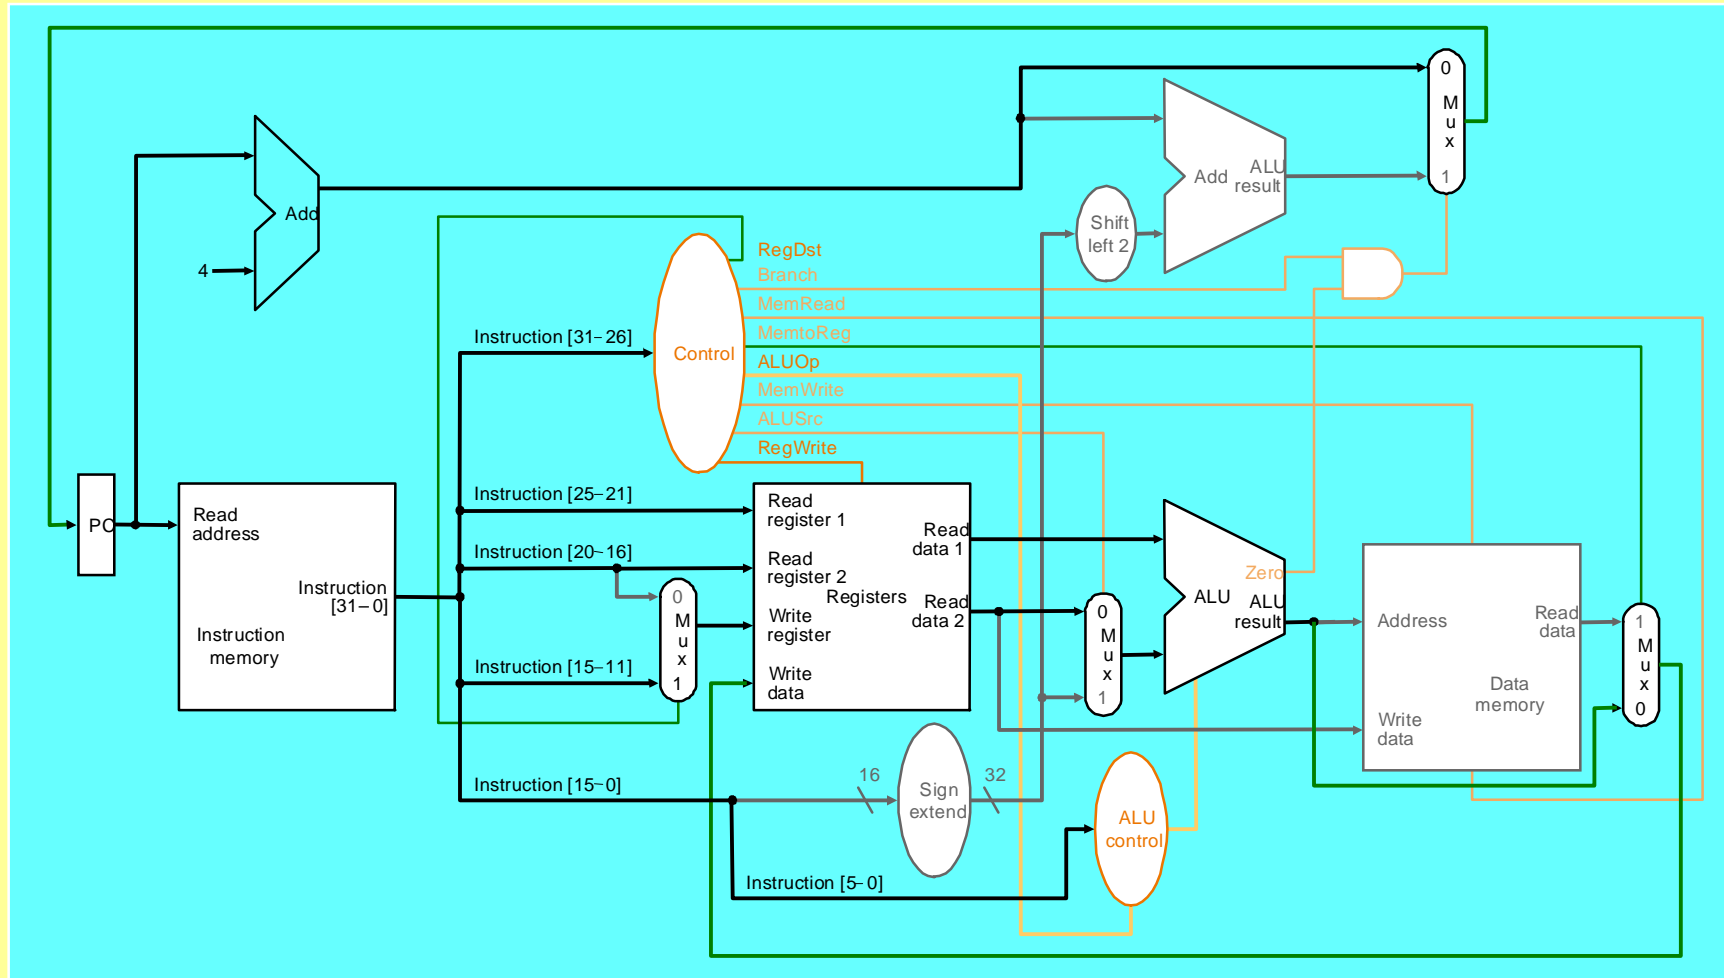 0
M
u
x
1
Add
ALU
result
Shift
left 2
Add
4
RegDst
Branch
MemRead
MemtoReg
ALUOp
MemWrite
ALUSrc
RegWrite
Control
Instruction [31–26]
Instruction [25–21]
Instruction [20–16]
Instruction [15–11]
Instruction [15–0]
Instruction [5–0]
PC
Read
address
Instruction
[31–0]
Instruction
memory
0
M
u
x
1
Read
register 1
Read
register 2
Write
register
Write
data
Registers
Read
data 1
Read
data 2
0
M
u
x
1
Zero
ALU
ALU
result
Address
Write
data
Read
data
Data
memory
1
M
u
x
0
16
Sign
extend
32
ALU
control